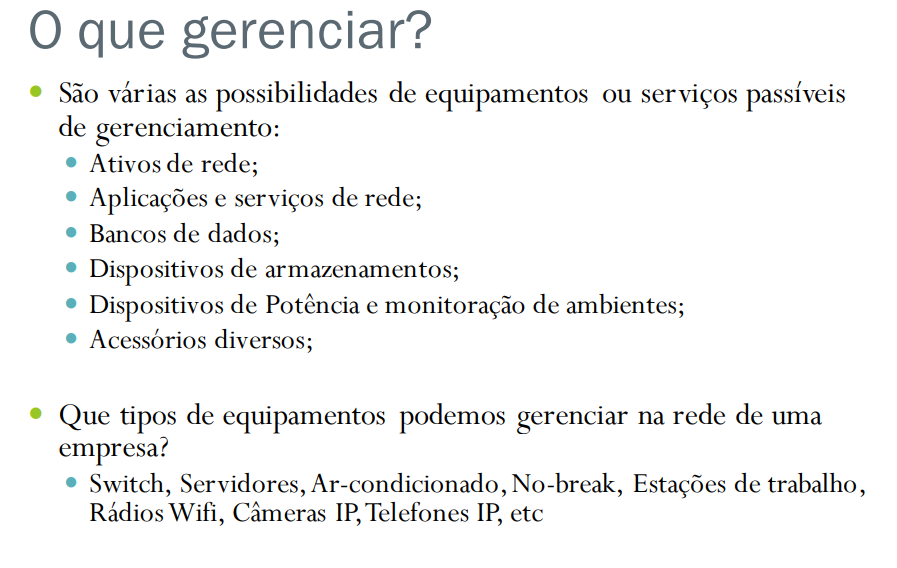 O que gerenciar?
São várias as possibilidades de equipamentos ou serviços passíveis
de gerenciamento:
Ativos de rede;
Aplicações e serviços de rede;
Bancos de dados;
Dispositivos de armazenamentos;
Dispositivos de Potência e monitoração de ambientes;
Acessórios diversos;
Que tipos de equipamentos podemos gerenciar na rede de uma
empresa?
Switch, Servidores, Ar-condicionado, No-break, Estações de trabalho,
Rádios Wifi, Câmeras IP, Telefones IP, etc